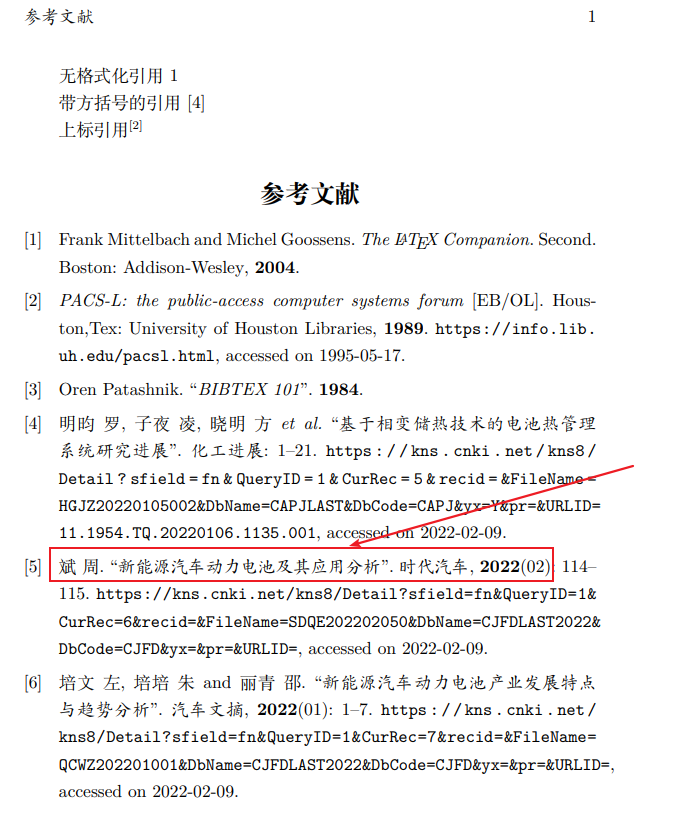 参考文献 1
无格式化引用 1
带方括号的引用 [4]
上标引用[2]
参考文献
[1] Frank Mittelbach and Michel Goossens. The LATEX Companion. Second.
Boston: Addison-Wesley, 2004.
[2] PACS-L: the public-access computer systems forum [EB/OL]. Hous-
ton,Tex: University of Houston Libraries, 1989. https://info.lib.
uh.edu/pacsl.html, accessed on 1995-05-17.
[3] Oren Patashnik. “BIBTEX 101”. 1984.
[4] 明昀 罗, 子夜 凌, 晓明 方 et al. “基于相变储热技术的电池热管理
系统研究进展”. 化工进展: 1–21. https://kns.cnki.net/kns8/
Detail?sfield=fn&QueryID=1&CurRec=5&recid=&FileName=
HGJZ20220105002&DbName=CAPJLAST&DbCode=CAPJ&yx=Y&pr=&URLID=
11.1954.TQ.20220106.1135.001, accessed on 2022-02-09.
[5] 斌 周. “新能源汽车动力电池及其应用分析”. 时代汽车, 2022(02): 114–
115. https://kns.cnki.net/kns8/Detail?sfield=fn&QueryID=1&
CurRec=6&recid=&FileName=SDQE202202050&DbName=CJFDLAST2022&
DbCode=CJFD&yx=&pr=&URLID=, accessed on 2022-02-09.
[6] 培文 左, 培培 朱 and 丽青 邵. “新能源汽车动力电池产业发展特点
与趋势分析”. 汽车文摘, 2022(01): 1–7. https://kns.cnki.net/
kns8/Detail?sfield=fn&QueryID=1&CurRec=7&recid=&FileName=
QCWZ202201001&DbName=CJFDLAST2022&DbCode=CJFD&yx=&pr=&URLID=,
accessed on 2022-02-09.